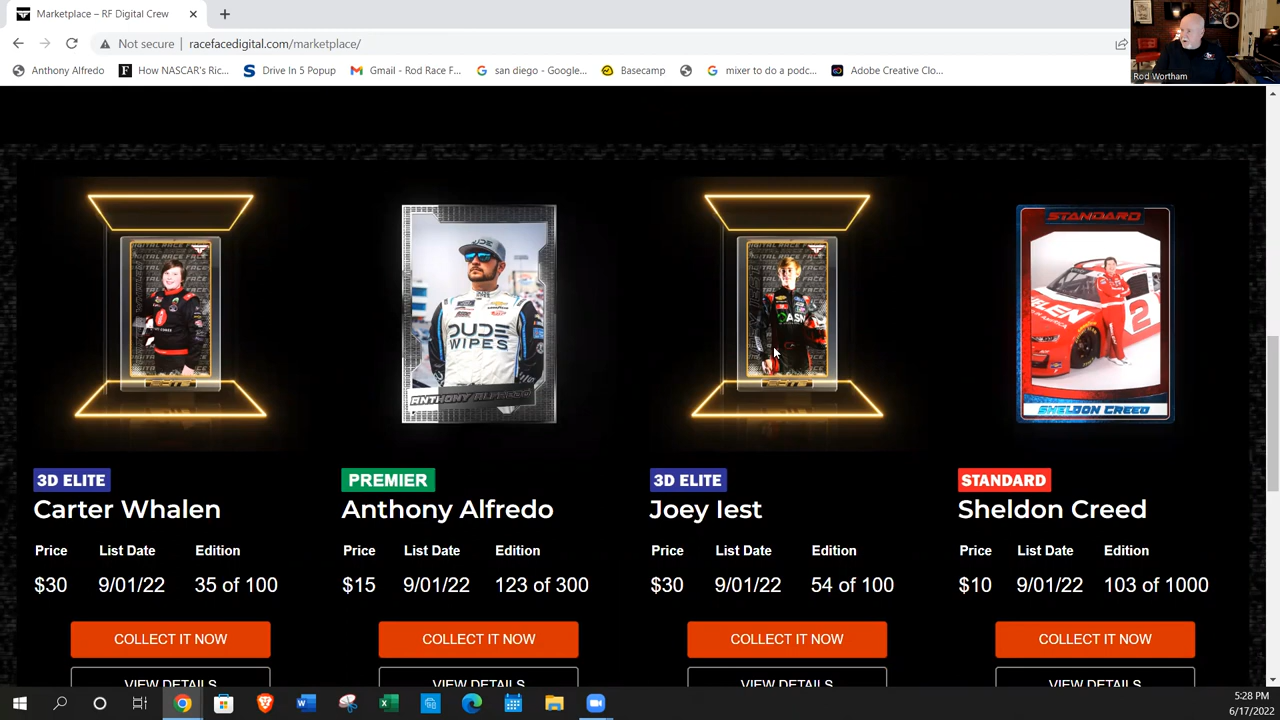 Marketplace – RF Digital Crew
Not secure
racefacedigital.com/marketplace/
Anthony Alfredo
How NASCAR's Ric...
Drive In 5 Popup
Gmail - Rod Race F...
san diego - Google...
Basecamp
mixer to do a podc...
Adobe Creative Clo...
Rod Wortham
STANDARD
DUDE
WIPES
ANTHONY ALFREDO
2
SHELDON CREED
3D ELITE
PREMIER
3D ELITE
STANDARD
Carter Whalen
Anthony Alfredo
Joey Iest
Sheldon Creed
Price List Date Edition
$30 9/01/22 35 of 100
Price List Date Edition
$15 9/01/22 123 of 300
Price List Date Edition
$30 9/01/22 54 of 100
Price List Date Edition
$10 9/01/22 103 of 1000
COLLECT IT NOW
COLLECT IT NOW
COLLECT IT NOW
COLLECT IT NOW
VIEW DETAILS
VIEW DETAILS
VIEW DETAILS
VIEW DETAILS
5:28 PM
6/17/2022